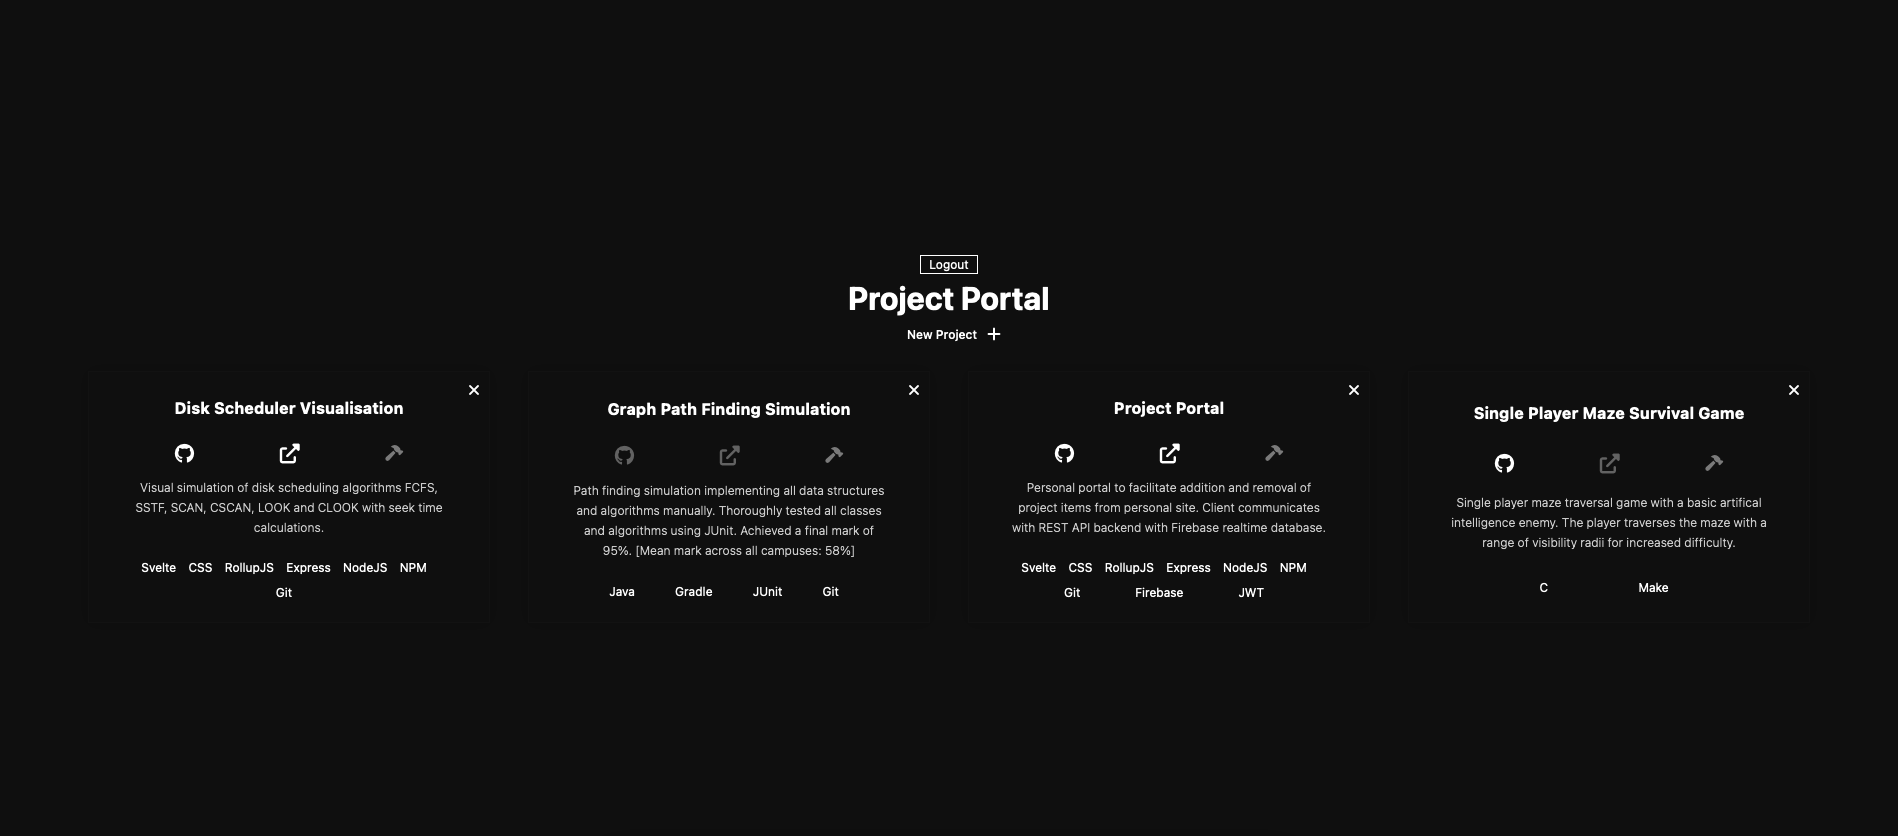 Logout
Project Portal
New Project
Disk Scheduler Visualisation
Visual simulation of disk scheduling algorithms FCFS,
SSTF, SCAN, CSCAN, LOOK and CLOOK with seek time
calculations.
Svelte CSS RollupJS Express NodeJS NPM
Git
Graph Path Finding Simulation
Path finding simulation implementing all data structures
and algorithms manually. Thoroughly tested all classes
and algorithms using JUnit. Achieved a final mark of
95%. [Mean mark across all campuses: 58%]
Java Gradle JUnit Git
Project Portal
Personal portal to facilitate addition and removal of
project items from personal site. Client communicates
with REST API backend with Firebase realtime database.
Svelte CSS RollupJS Express NodeJS NPM
Git Firebase JWT
Single Player Maze Survival Game
Single player maze traversal game with a basic artifical
intelligence enemy. The player traverses the maze with a
range of visibility radii for increased difficulty.
C Make